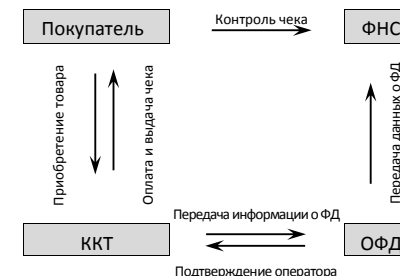 Покупатель
Контроль чека
ФНС
Приобретение товара
Оплата и выдача чека
Передача данных о ФД
Передача информации о ФД
ККТ
ОФД
Подтверждение оператора